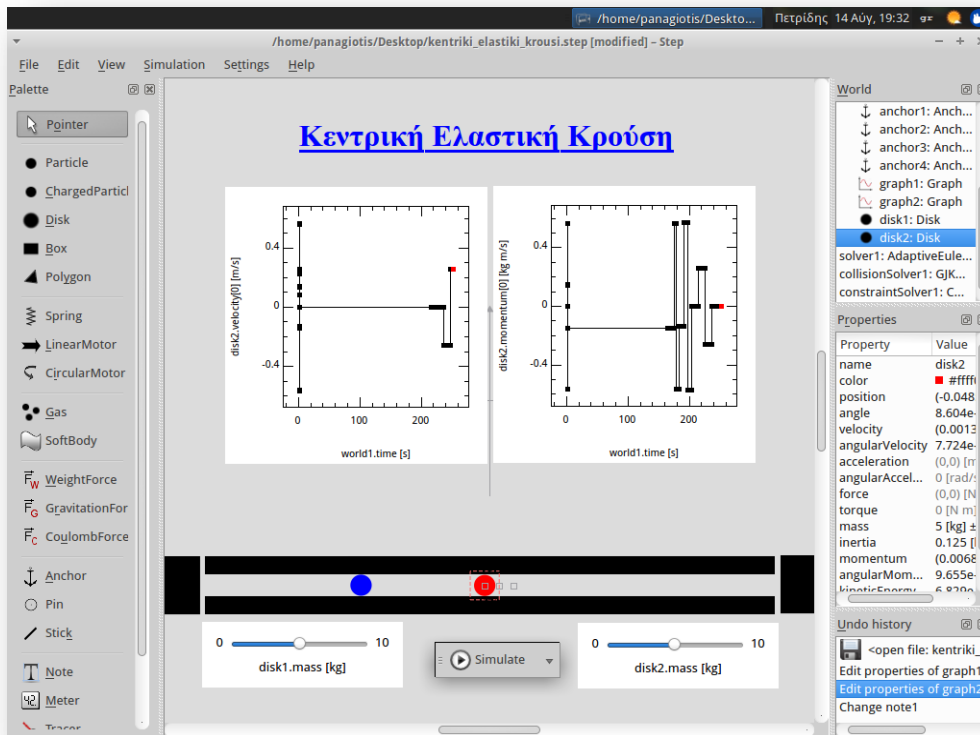 /home/panagiotis/Deskto...
Πετρίδης 14 Αύγ, 19:32
gr
/home/panagiotis/Desktop/kentriki_elastiki_krousi.step [modified] – Step
File Edit View Simulation Settings Help
Palette
Pointer
Particle
ChargedParticl
Disk
Box
Polygon
Spring
LinearMotor
CircularMotor
Gas
SoftBody
WeightForce
GravitationFor
CoulombForce
Anchor
Pin
Stick
Note
Meter
Tracer
Κεντρική Ελαστική Κρούση
disk2.velocity[0] [m/s]
0.4
0
-0.4
0 100 200
world1.time [s]
disk2.momentum[0] [kg m/s]
0.4
0
-0.4
0 100 200
world1.time [s]
0 10
disk1.mass [kg]
Simulate
0 10
disk2.mass [kg]
World
anchor1: Anch...
anchor2: Anch...
anchor3: Anch...
anchor4: Anch...
graph1: Graph
graph2: Graph
disk1: Disk
disk2: Disk
solver1: AdaptiveEule...
collisionSolver1: GJK...
constraintSolver1: C...
Properties
Property Value
name disk2
color #ffff
position (-0.048
angle 8.604e-
velocity (0.0013
angularVelocity 7.724e-
acceleration (0,0) [m
angularAccel... 0 [rad/s
force (0,0) [N
torque 0 [N m]
mass 5 [kg] ±
inertia 0.125 [
momentum (0.0068
angularMom... 9.655e-
kineticEnergy 6.829e-
Undo history
<open file: kentriki_
Edit properties of graph1
Edit properties of graph2
Change note1